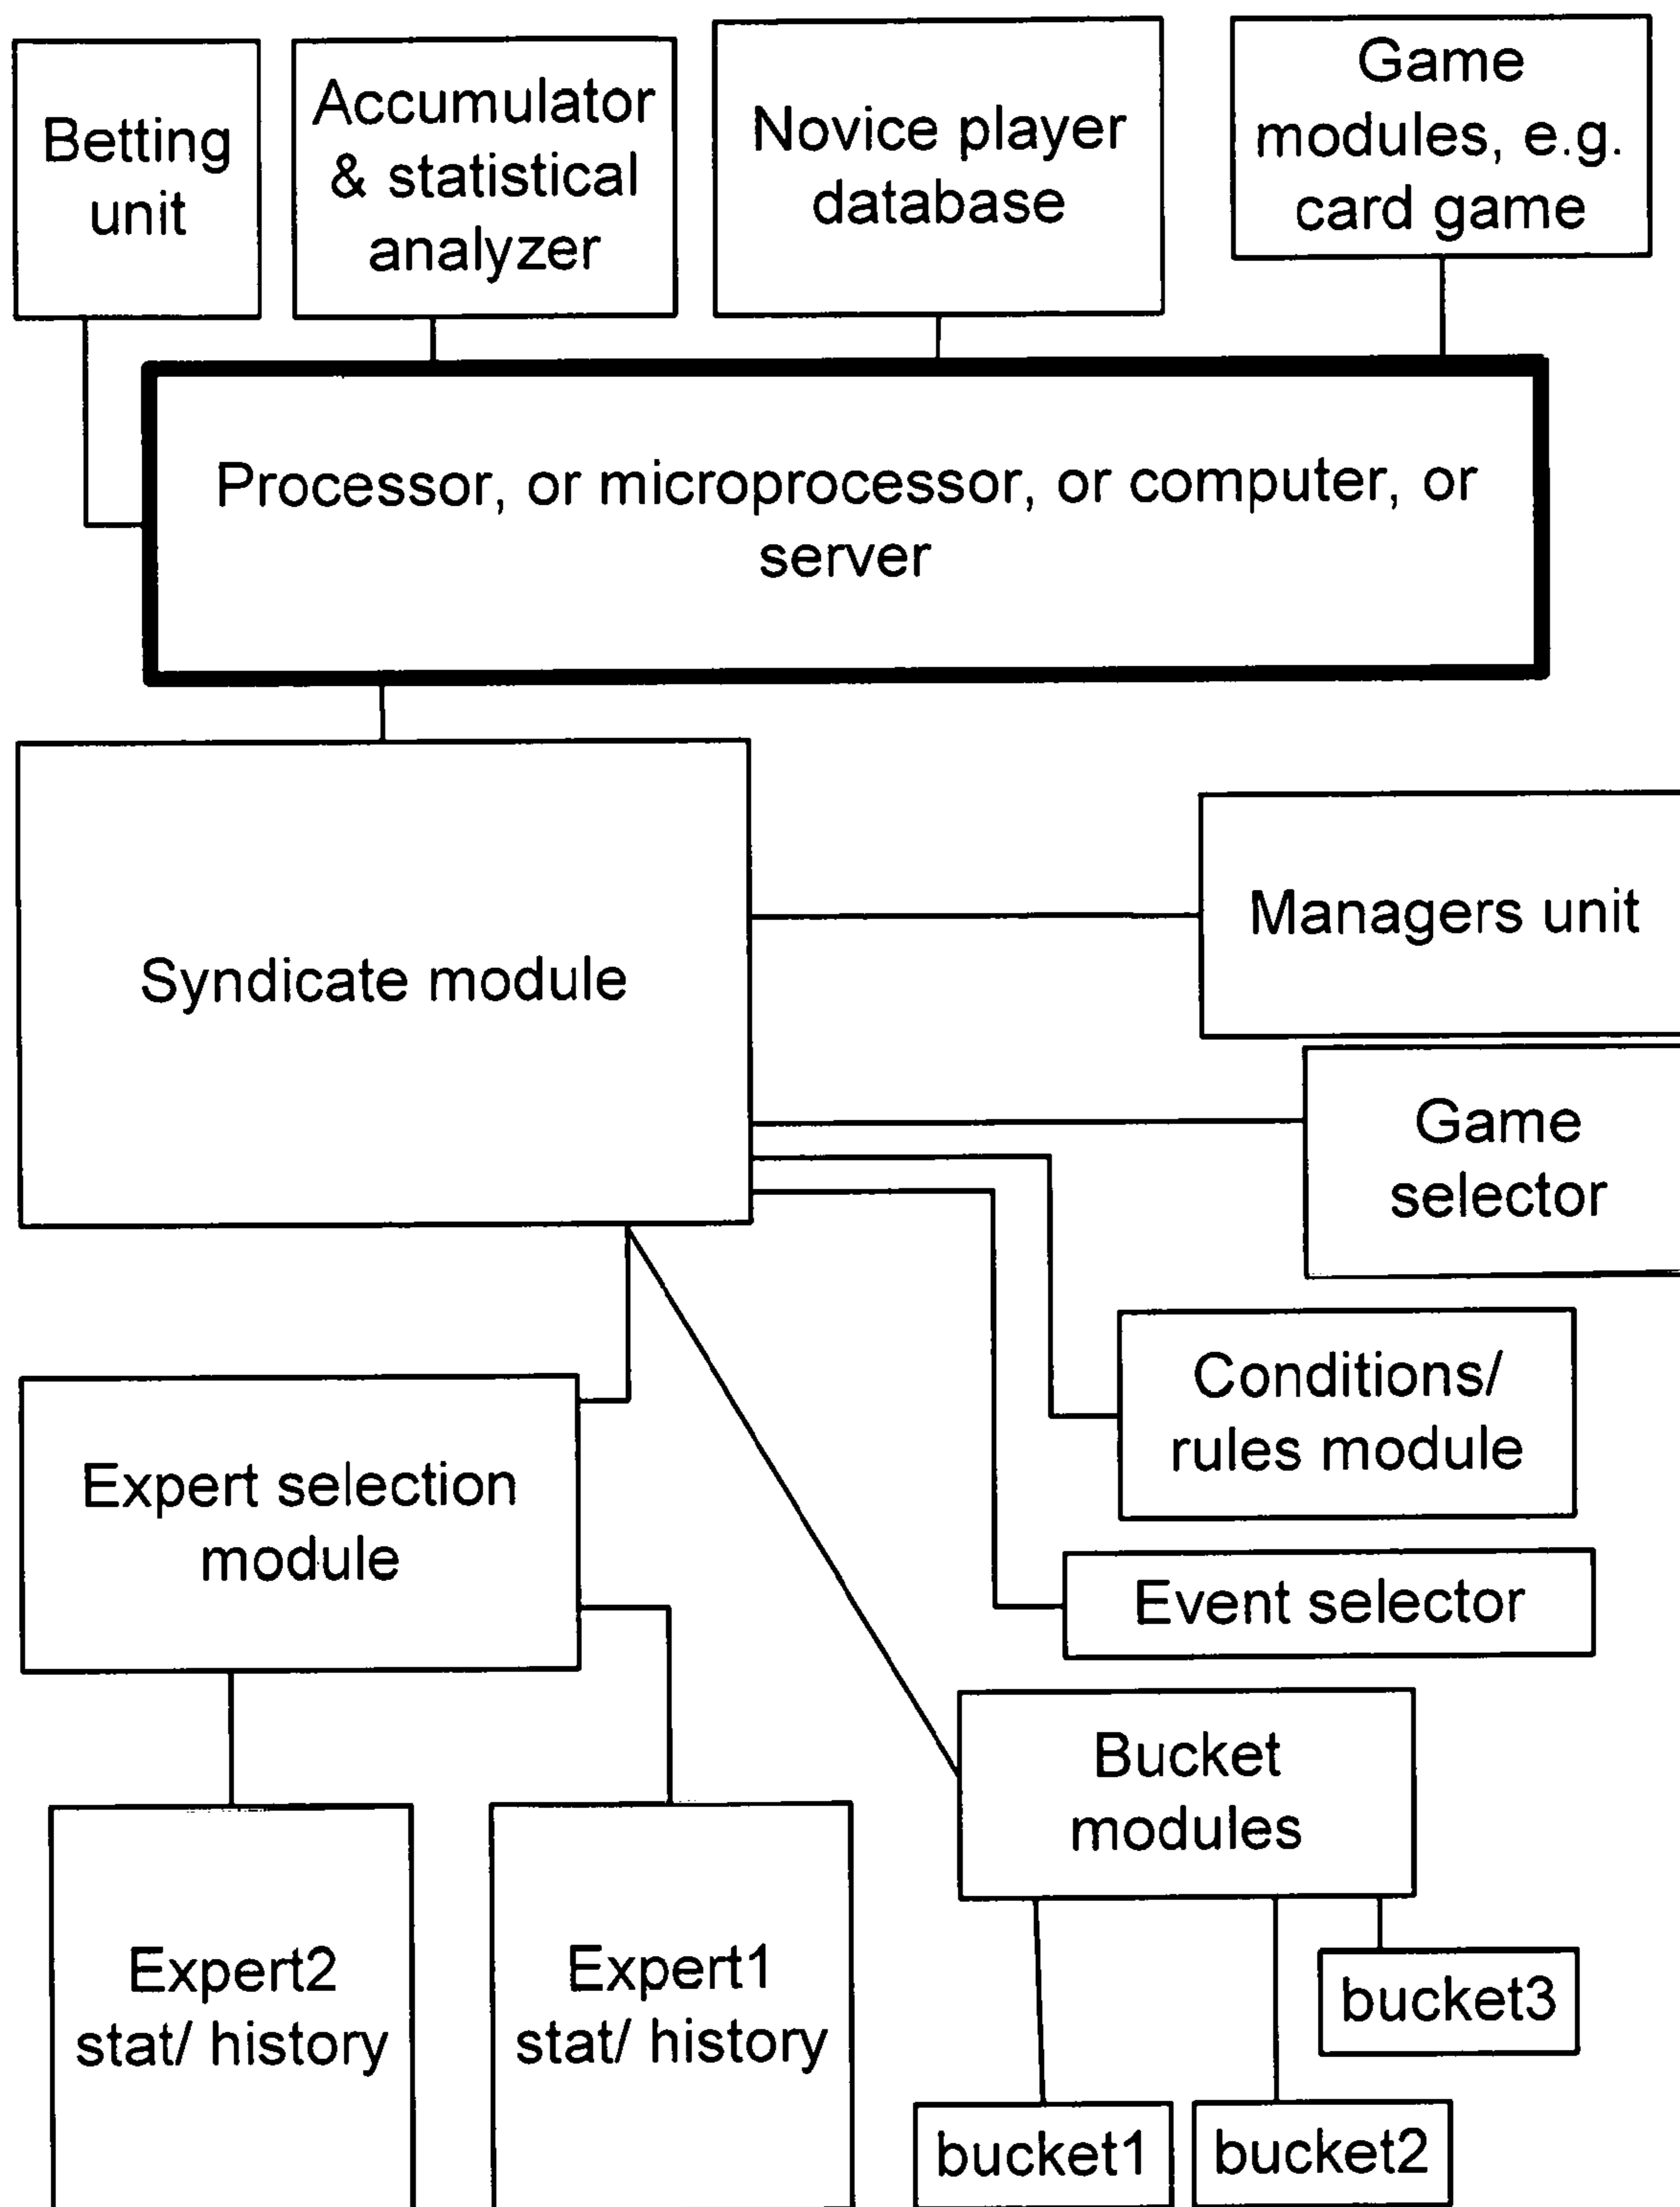 Betting
unit
Accumulator
& statistical
analyzer
Novice player
database
Game
modules, e.g.
card game
Processor, or microprocessor, or computer, or
server
Syndicate module
Managers unit
Game
selector
Conditions/
rules module
Expert selection
module
Event selector
Bucket
modules
Expert2
stat/ history
Expert1
stat/ history
bucket3
bucket1
bucket2